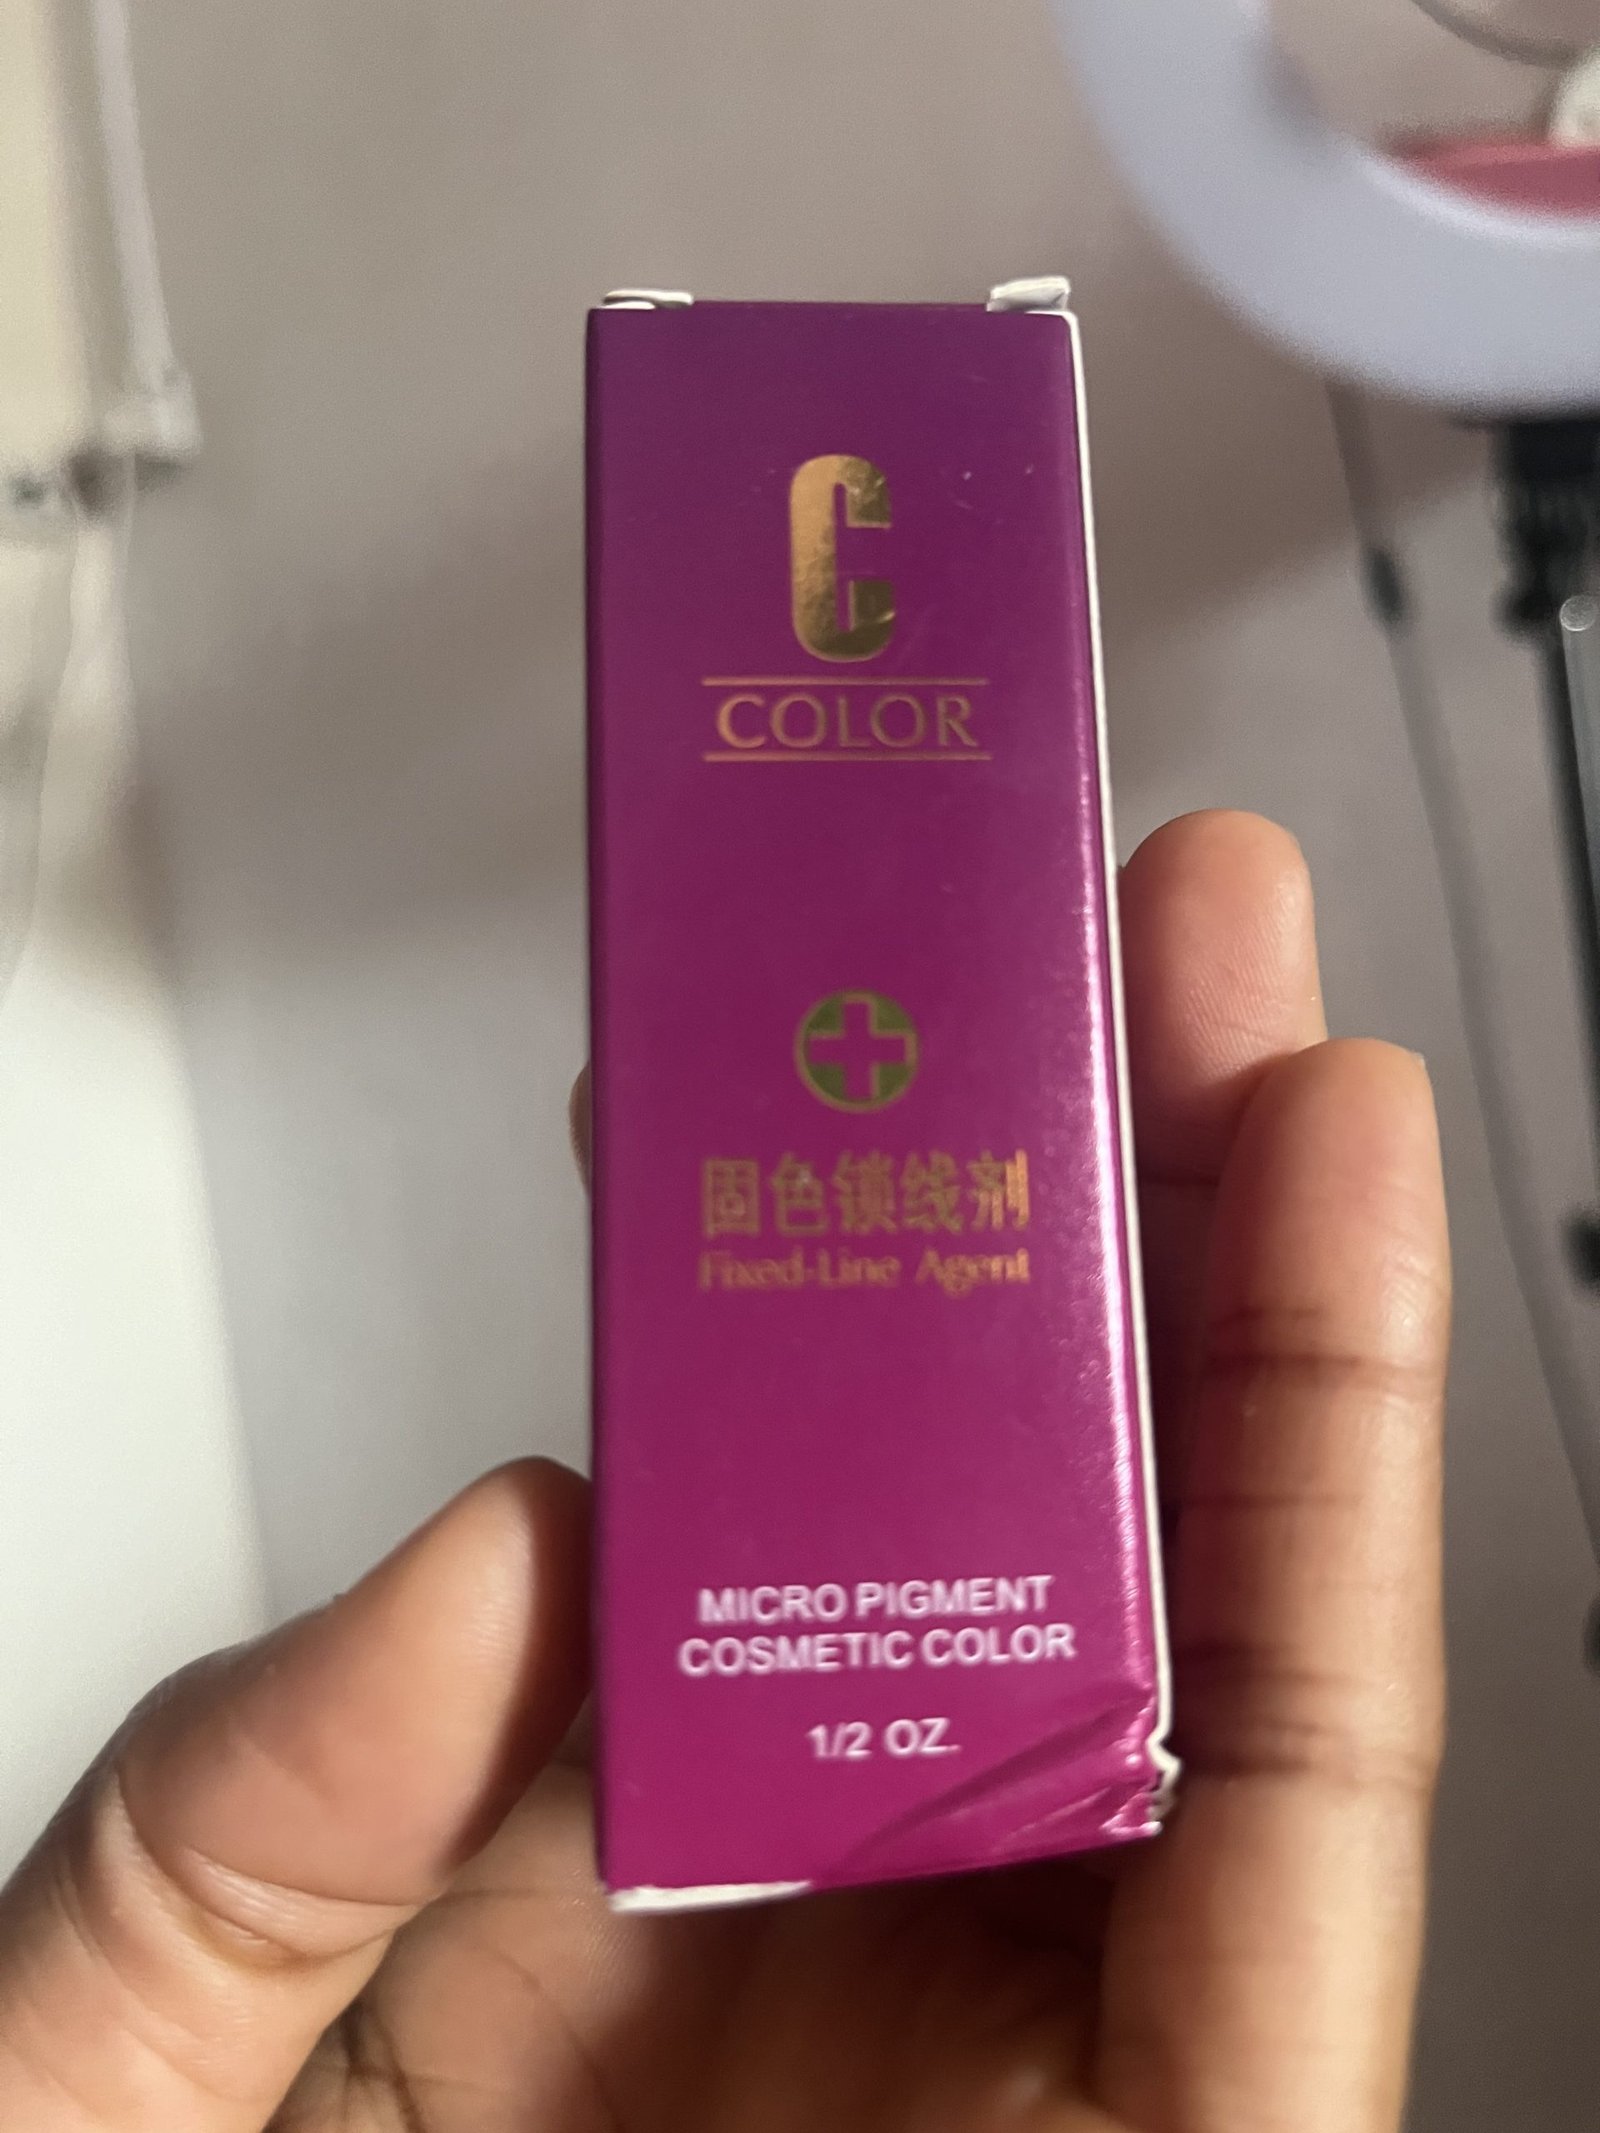 C
COLOR
固色锁线剂
Fixed-Line Agent
MICRO PIGMENT
COSMETIC COLOR
1/2 OZ.